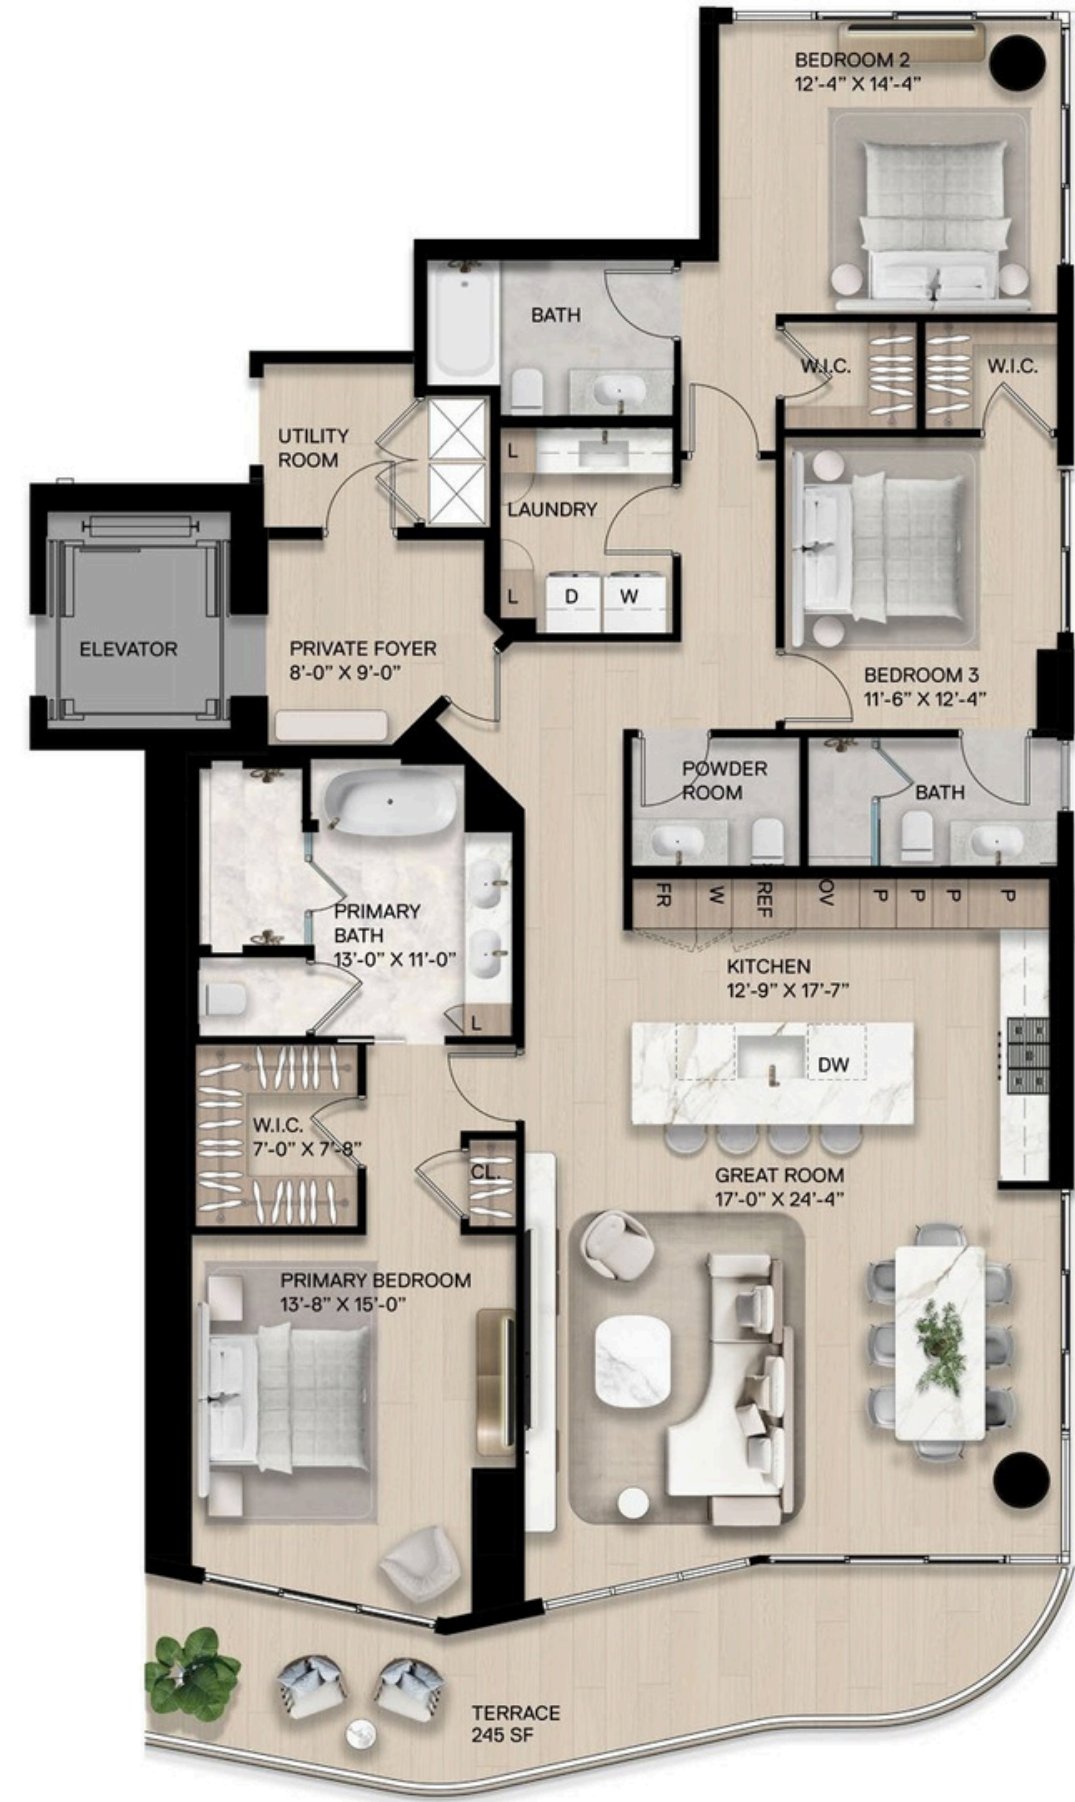 BEDROOM 2
12'-4" X 14'-4"
BATH
W.I.C.
W.I.C.
UTILITY
ROOM
L
LAUNDRY
L
D
W
ELEVATOR
PRIVATE FOYER
8'-0" X 9'-0"
BEDROOM 3
11'-6" X 12'-4"
POWDER
ROOM
BATH
FR
W
REF
OV
P
P
P
P
PRIMARY
BATH
13'-0" X 11'-0"
L
KITCHEN
12'-9" X 17'-7"
DW
W.I.C.
7'-0" X 7'-8"
CL.
GREAT ROOM
17'-0" X 24'-4"
PRIMARY BEDROOM
13'-8" X 15'-0"
TERRACE
245 SF